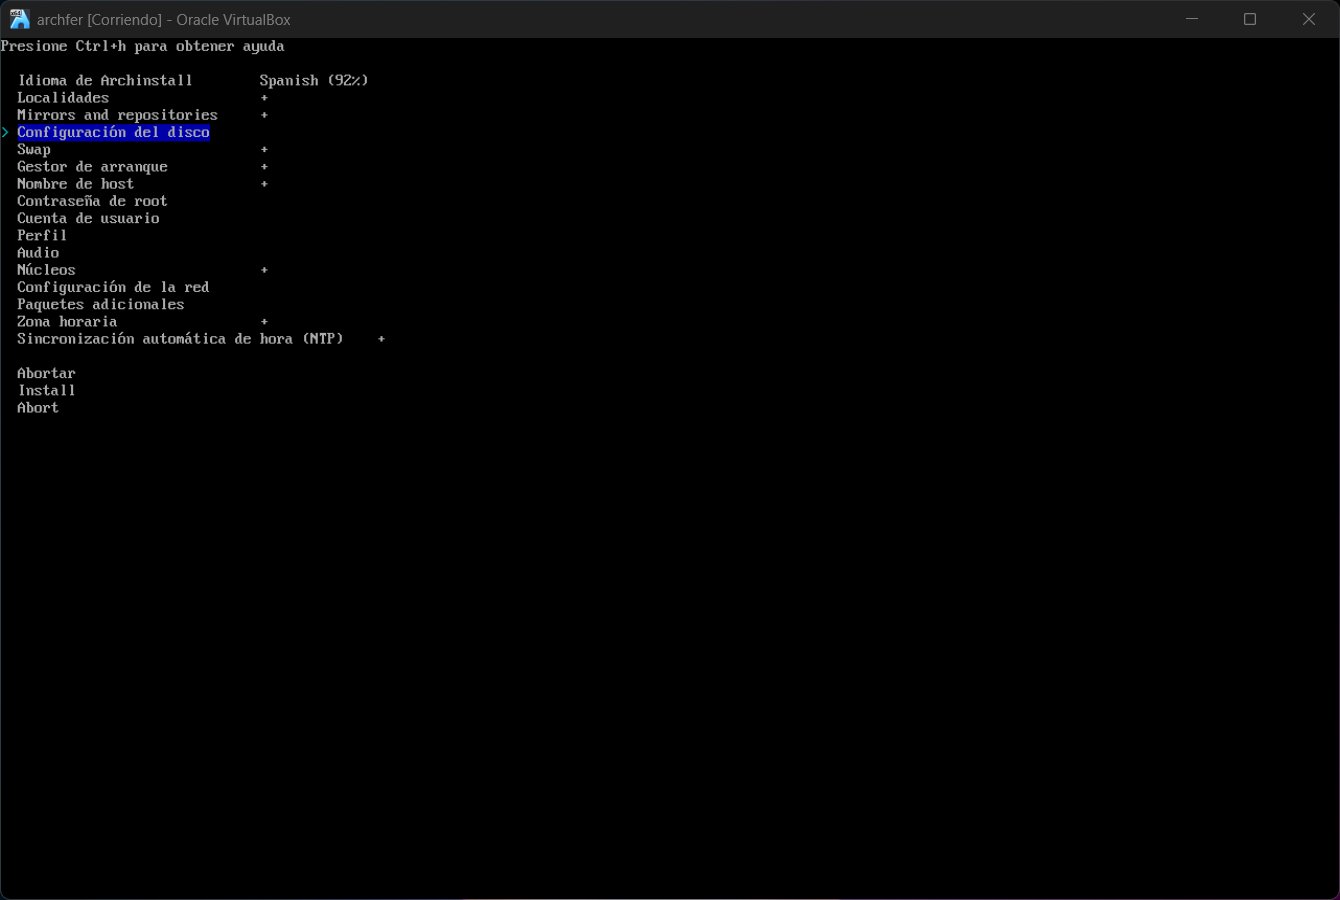 x64
archfer [Corriendo] - Oracle VirtualBox
Presione Ctrl+h para obtener ayuda
Idioma de Archinstall Spanish (92%)
Localidades +
Mirrors and repositories +
> Configuración del disco
Swap +
Gestor de arranque +
Nombre de host +
Contraseña de root
Cuenta de usuario
Perfil
Audio
Núcleos +
Configuración de la red
Paquetes adicionales
Zona horaria +
Sincronización automática de hora (NTP) +
Abortar
Install
Abort